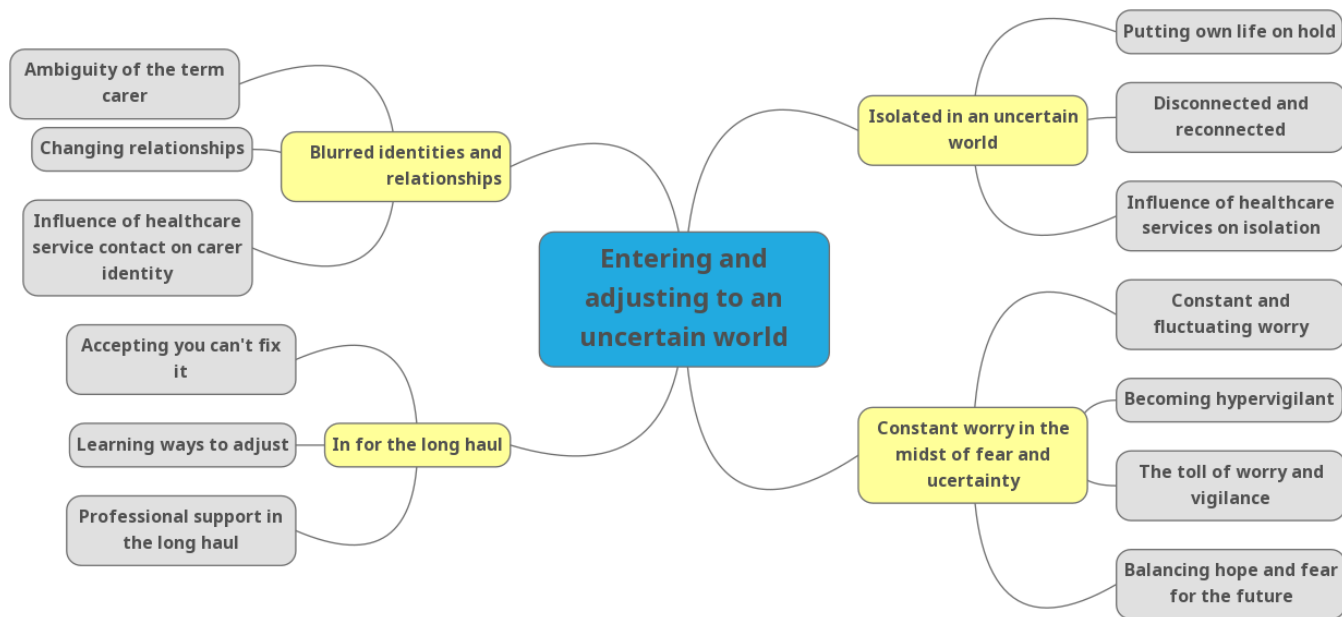 Entering and
adjusting to an
uncertain world
Blurred identities and
relationships
Ambiguity of the term
carer
Changing relationships
Influence of healthcare
service contact on carer
identity
In for the long haul
Accepting you can't fix
it
Learning ways to adjust
Professional support in
the long haul
Isolated in an uncertain
world
Putting own life on hold
Disconnected and
reconnected
Influence of healthcare
services on isolation
Constant worry in the
midst of fear and
ucertainty
Constant and
fluctuating worry
Becoming hypervigilant
The toll of worry and
vigilance
Balancing hope and fear
for the future